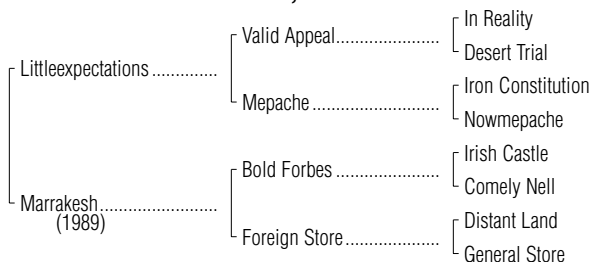 In Reality
Valid Appeal....................
Desert Trial
Littleexpectations .............
Iron Constitution
Mepache ........................
Nowmepache
Irish Castle
Bold Forbes ....................
Comely Nell
Marrakesh.......................
(1989)
Distant Land
Foreign Store...................
General Store